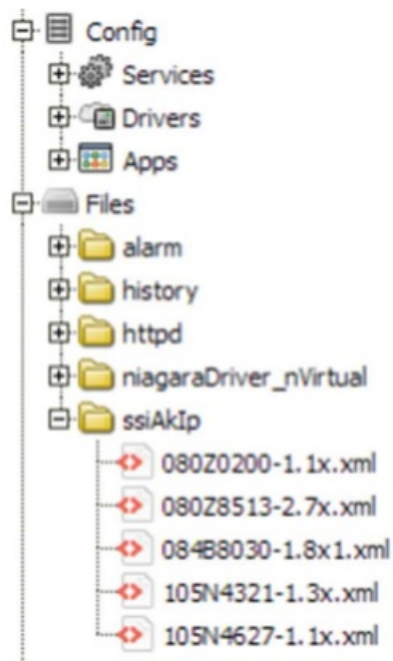 Config
Services
Drivers
Apps
Files
alarm
history
httpd
niagaraDriver_nVirtual
ssiAkIp
080Z0200-1.1x.xml
080Z8513-2.7x.xml
084B8030-1.8x1.xml
105N4321-1.3x.xml
105N4627-1.1x.xml